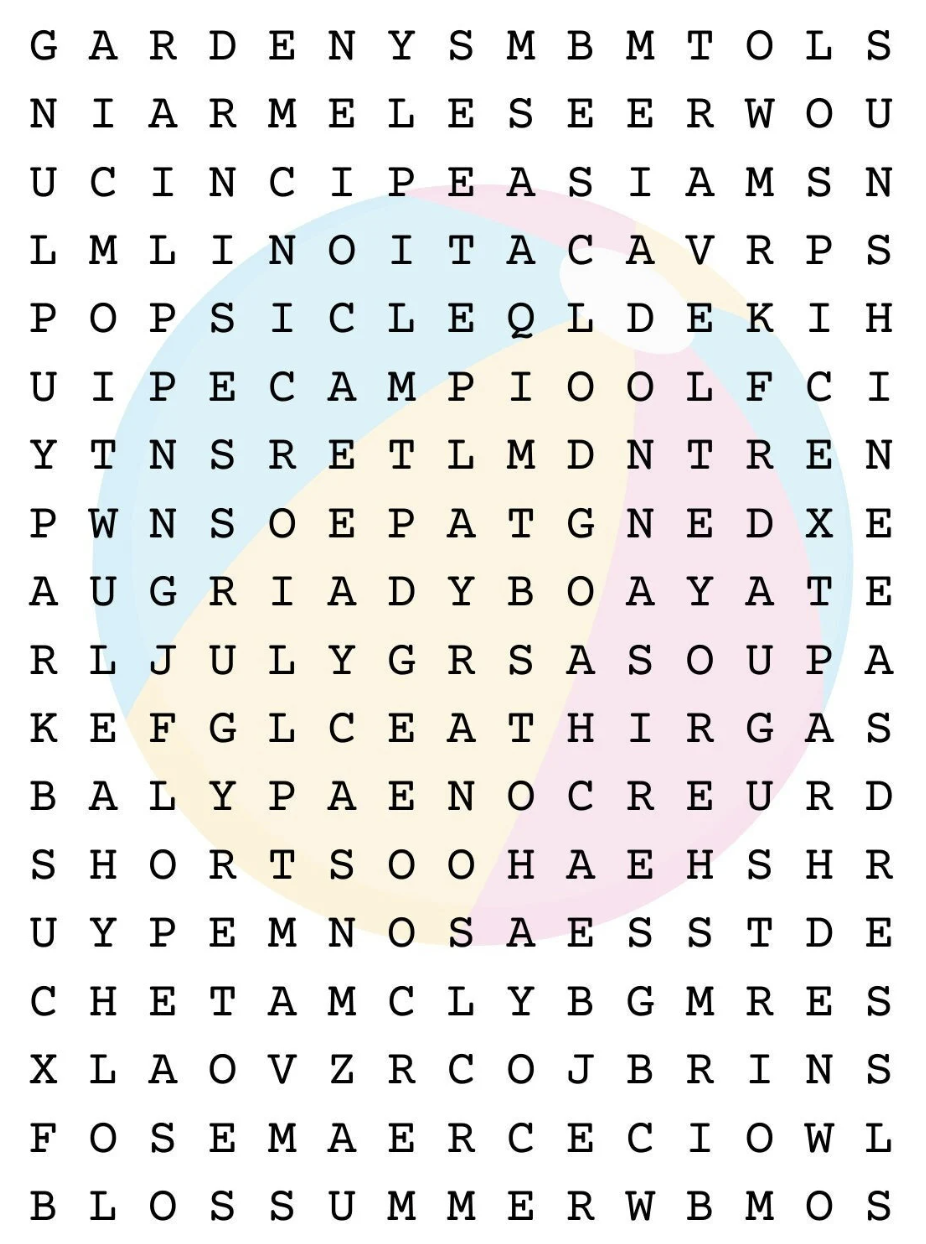 G A R D E N Y S M B M T O L S
N I A R M E L E S E E R W O U
U C I N C I P E A S I A M S N
L M L I N O I T A C A V R P S
P O P S I C L E Q L D E K I H
U I P E C A M P I O O L F C I
Y T N S R E T L M D N T R E N
P W N S O E P A T G N E D X E
A U G R I A D Y B O A Y A T E
R L J U L Y G R S A S O U P A
K E F G L C E A T H I R G A S
B A L Y P A E N O C R E U R D
S H O R T S O O H A E H S H R
U Y P E M N O S A E S S T D E
C H E T A M C L Y B G M R E S
X L A O V Z R C O J B R I N S
F O S E M A E R C E C I O W L
B L O S S U M M E R W B M O S